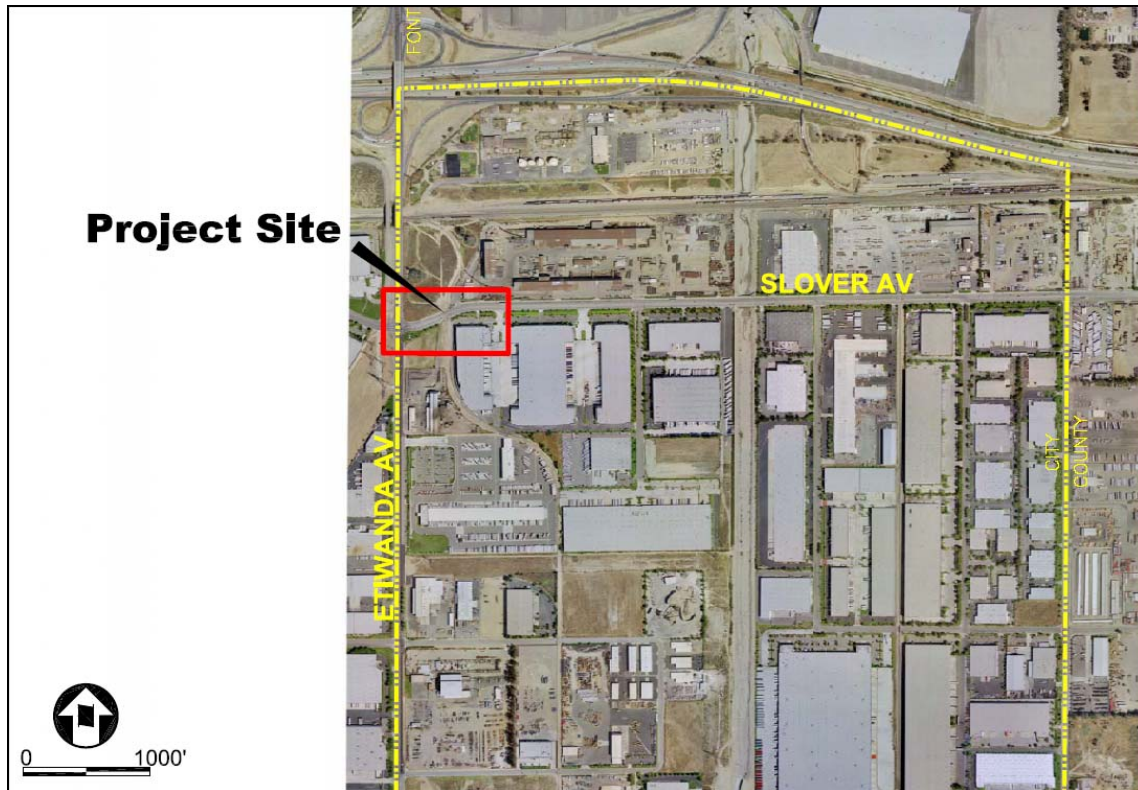 FONT
Project Site
SLOVER AV
ETIWANDA AV
CITY
COUNTY
0 1000'